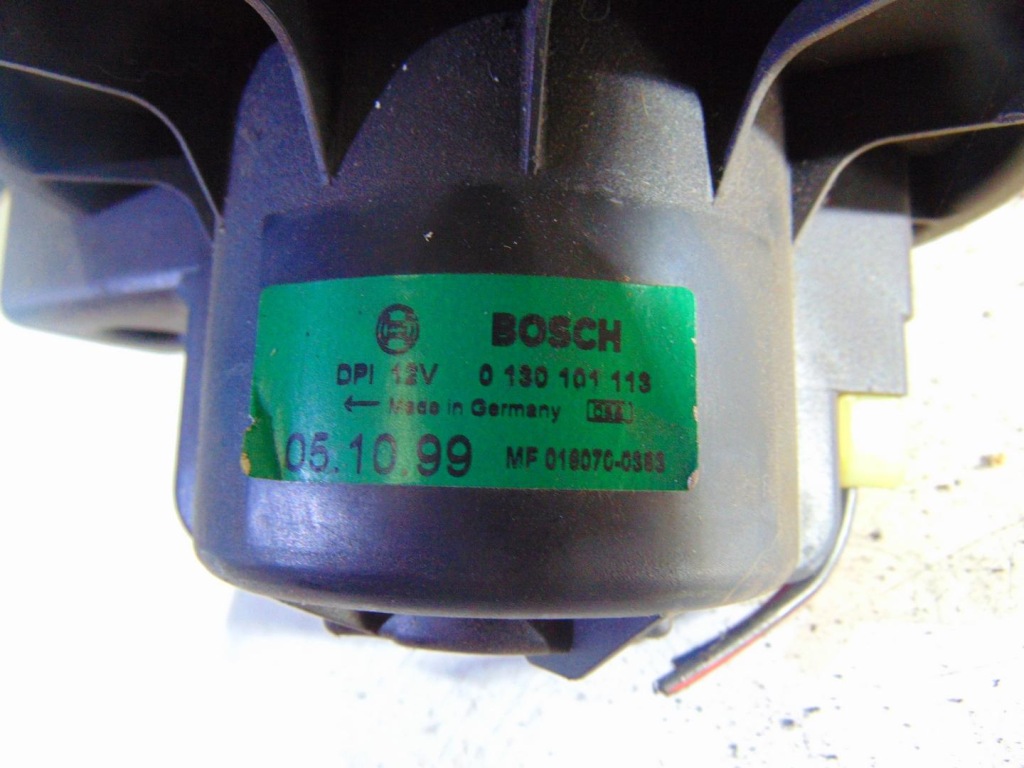 BOSCH
DPI 12V 0 130 101 113
← Made in Germany
05.10.99 MF 016070-0383